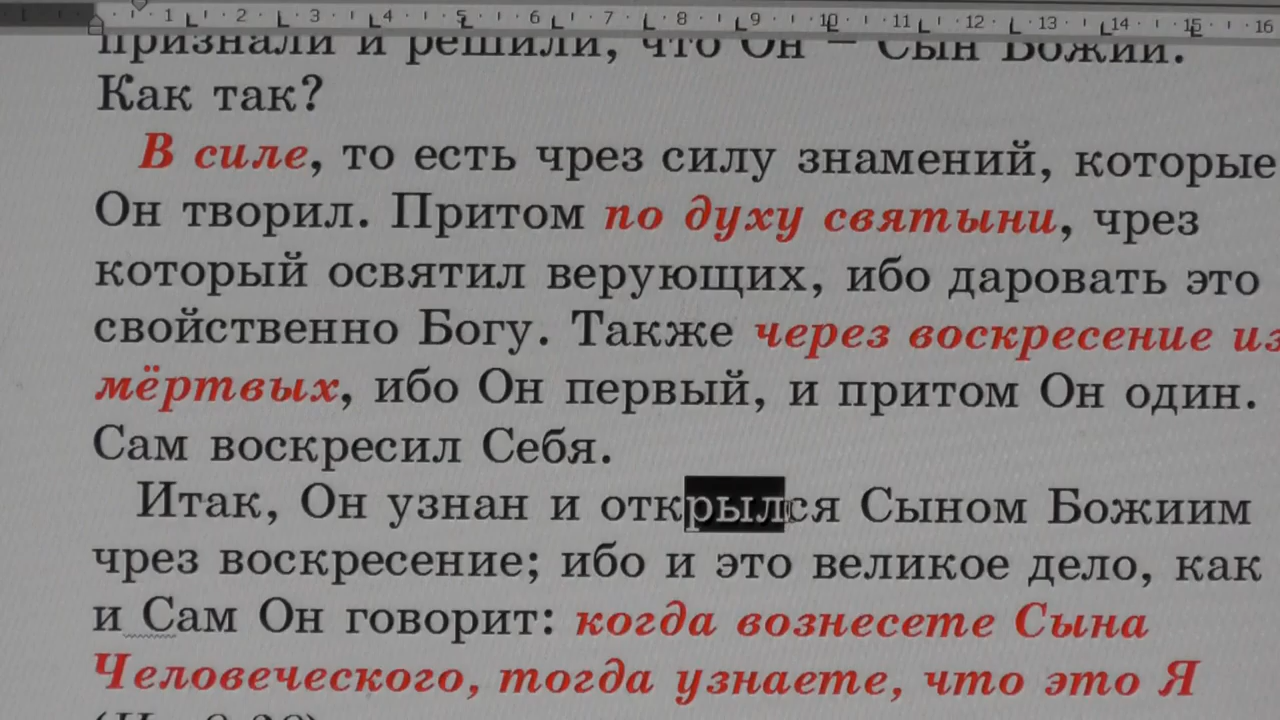 признали и решили, что Он – Сын Божий.
Как так?
В силе, то есть чрез силу знамений, которые
Он творил. Притом по духу святыни, чрез
который освятил верующих, ибо даровать это
свойственно Богу. Также через воскресение из
мёртвых, ибо Он первый, и притом Он один.
Сам воскресил Себя.
Итак, Он узнан и открылся Сыном Божиим
чрез воскресение; ибо и это великое дело, как
и Сам Он говорит: когда вознесете Сына
Человеческого, тогда узнаете, что это Я